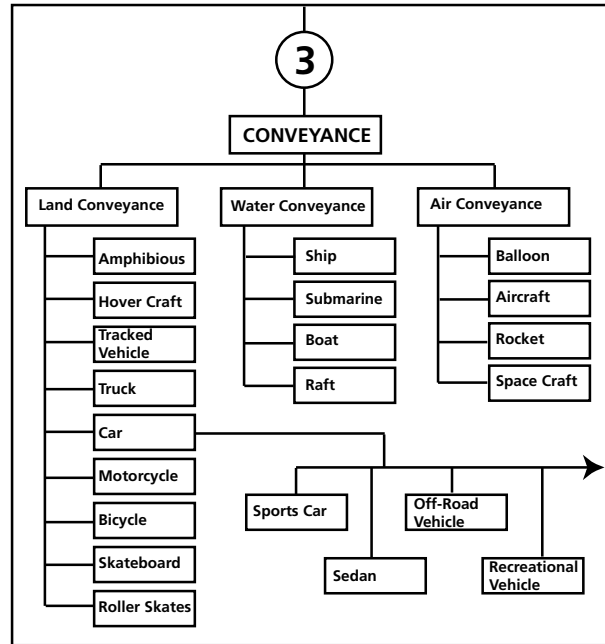 3
CONVEYANCE
Land Conveyance
Water Conveyance
Air Conveyance
Amphibious
Hover Craft
Tracked
Vehicle
Truck
Car
Motorcycle
Bicycle
Skateboard
Roller Skates
Ship
Submarine
Boat
Raft
Balloon
Aircraft
Rocket
Space Craft
Sports Car
Sedan
Off-Road
Vehicle
Recreational
Vehicle